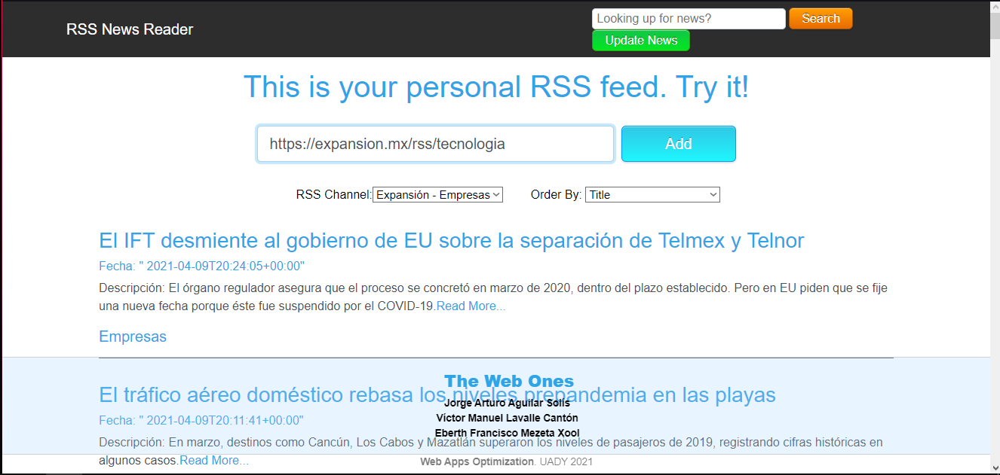 RSS News Reader
Looking up for news?
Search
Update News
This is your personal RSS feed. Try it!
https://expansion.mx/rss/tecnologia
Add
RSS Channel: Expansión - Empresas
Order By: Title
El IFT desmiente al gobierno de EU sobre la separación de Telmex y Telnor
Fecha: " 2021-04-09T20:24:05+00:00"
Descripción: El órgano regulador asegura que el proceso se concretó en marzo de 2020, dentro del plazo establecido. Pero en EU piden que se fije
una nueva fecha porque éste fue suspendido por el COVID-19.Read More...
Empresas
The Web Ones
El tráfico aéreo doméstico rebasa los niveles prepandemia en las playas
Jorge Arturo Aguilar Solís
Víctor Manuel Lavalle Cantón
Fecha: " 2021-04-09T20:11:41+00:00"
Eberth Francisco Mezeta Xool
Descripción: En marzo, destinos como Cancún, Los Cabos y Mazatlán superaron los niveles de pasajeros de 2019, registrando cifras históricas en
algunos casos.Read More...
Web Apps Optimization. UADY 2021